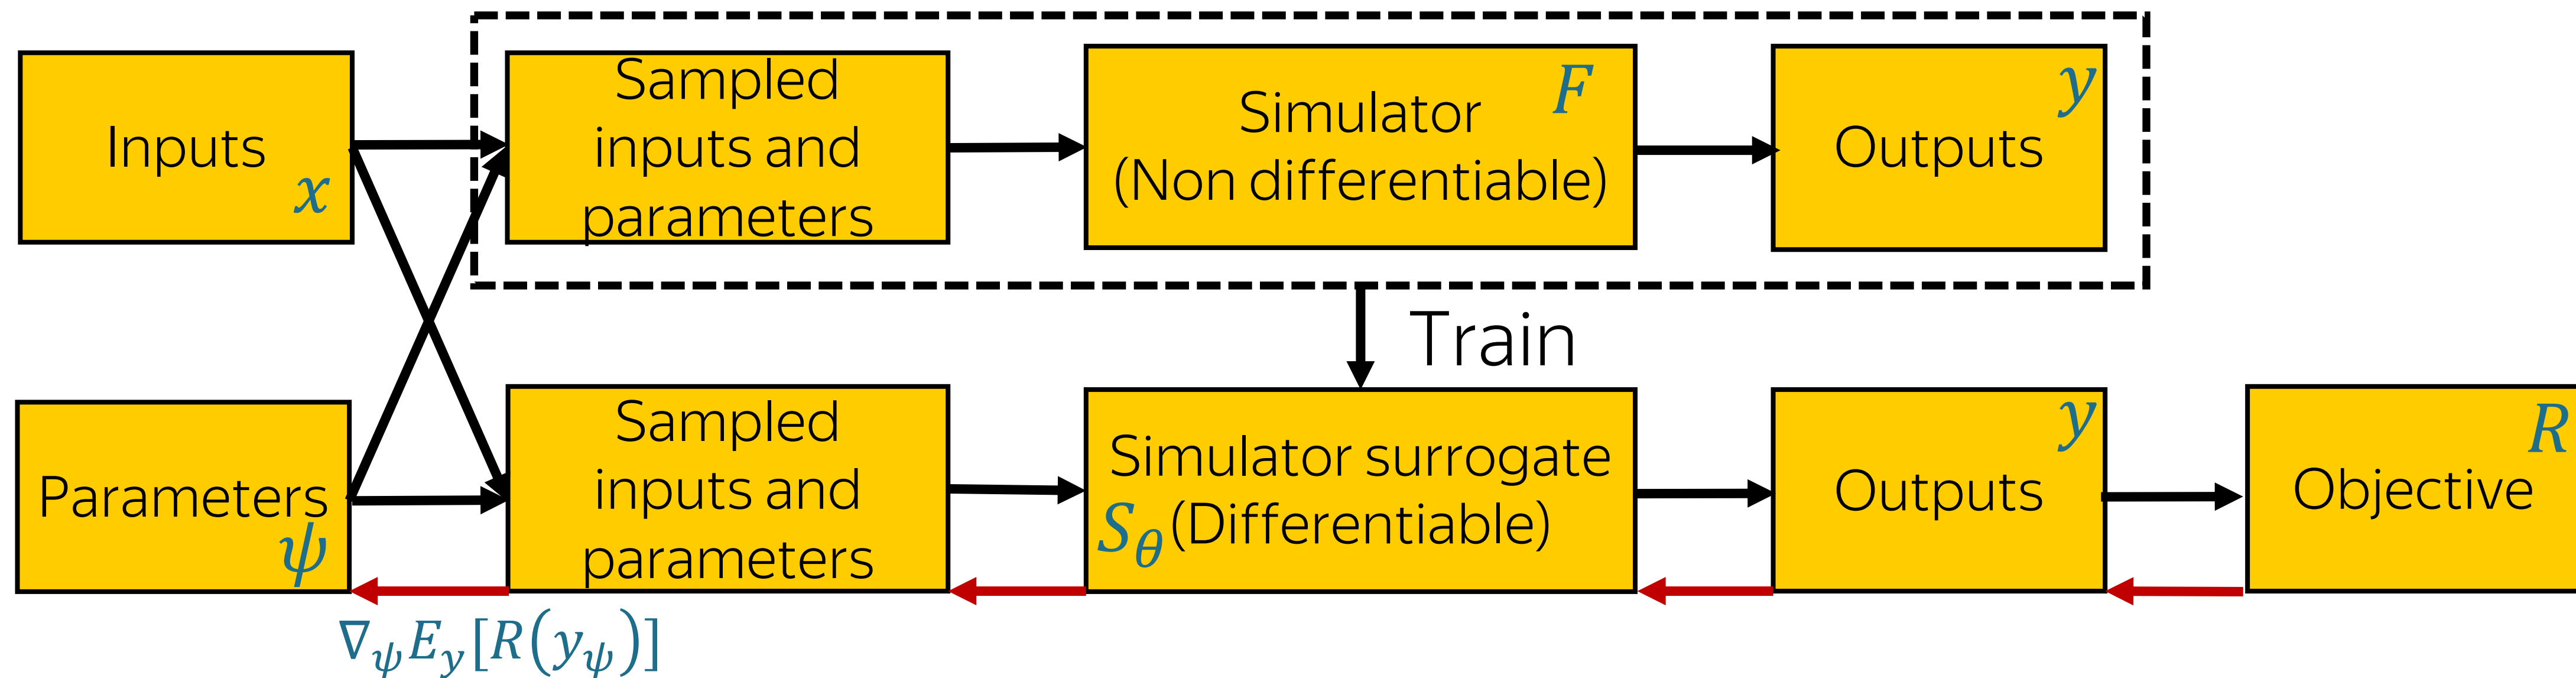 Inputs
x
Sampled
inputs and
parameters
Simulator
(Non differentiable)
F
Outputs
y
Train
Parameters
ψ
Sampled
inputs and
parameters
Simulator surrogate
S_θ (Differentiable)
Outputs
y
Objective
R
∇_ψ E_y [R(y_ψ)]